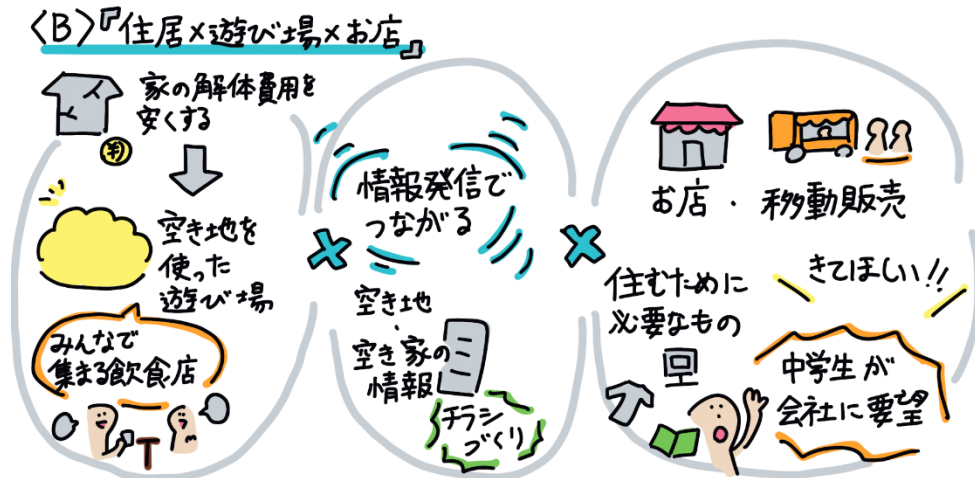 〈B〉『住居×遊び場×お店』
家の解体費用を
安くする
空き地を
使った
遊び場
みんなで
集まる飲食店
×
情報発信で
つながる
空き地
・
空き家の
情報
チラシ
づくり
×
お店・移動販売
住むために
必要なもの
きてほしい!!
中学生が
会社に要望